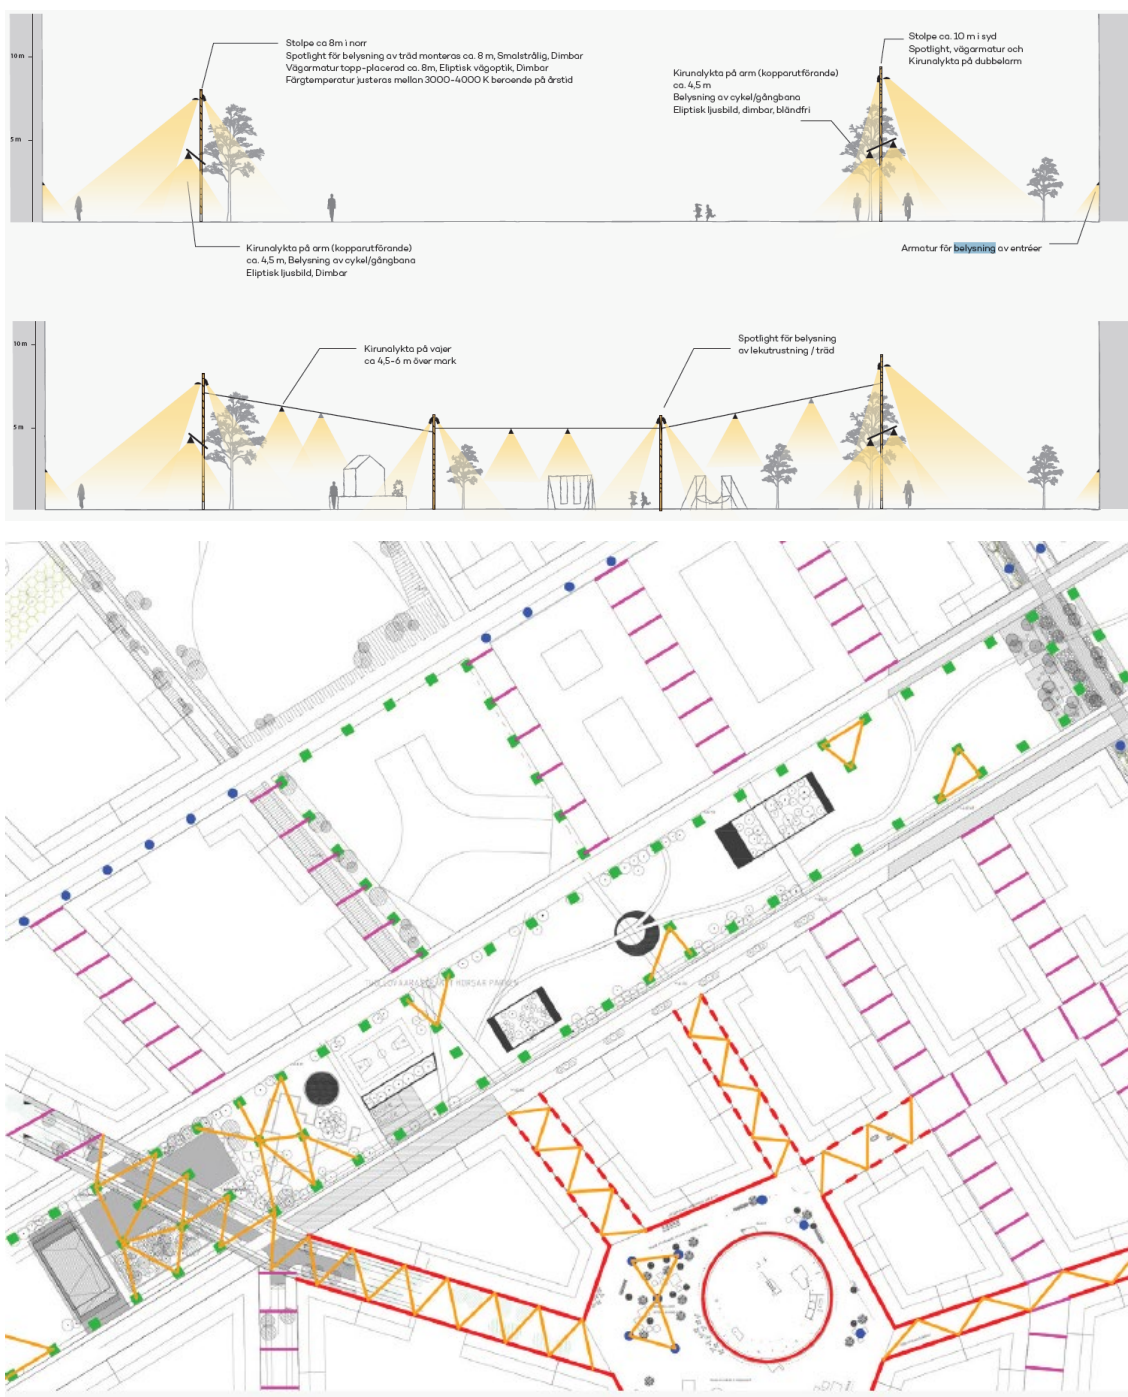 10 m
Stolpe ca 8m i norr
Spotlight för belysning av träd monteras ca. 8 m, Smalstrålig, Dimbar
Vägarmatur topp-placerad ca. 8m, Eliptisk vägoptik, Dimbar
Färgtemperatur justeras mellan 3000-4000 K beroende på årstid
Stolpe ca. 10 m i syd
Spotlight, vägarmatur och
Kirunalykta på dubbelarm
Kirunalykta på arm (kopparutförande)
ca. 4,5 m
Belysning av cykel/gångbana
Eliptisk ljusbild, dimbar, bländfri
5 m
Kirunalykta på arm (kopparutförande)
ca. 4,5 m, Belysning av cykel/gångbana
Eliptisk ljusbild, Dimbar
Armatur för belysning av entréer
10 m
Kirunalykta på vajer
ca 4,5-6 m över mark
Spotlight för belysning
av lekutrustning / träd
5 m